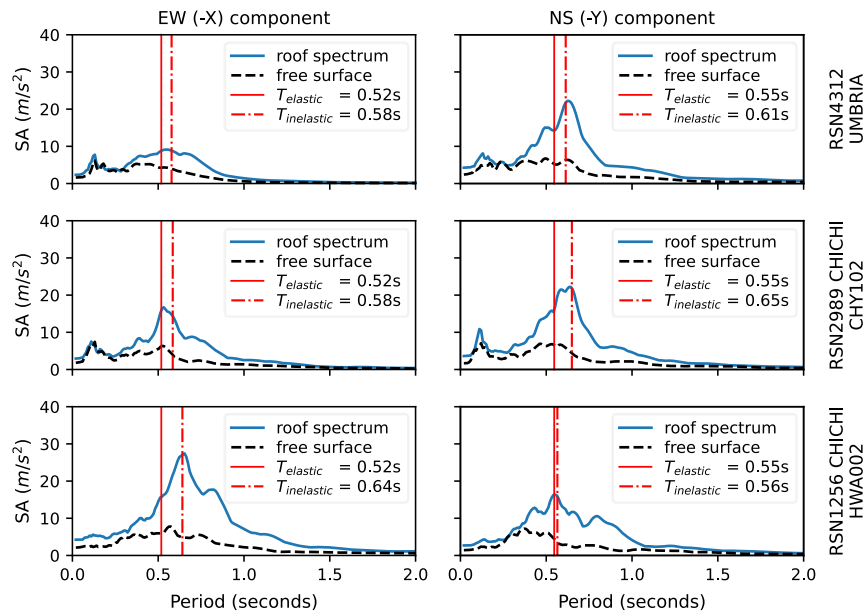 EW (-X) component
NS (-Y) component
SA (m/s²)
40
30
20
10
0
roof spectrum
free surface
T_elastic = 0.52s
T_inelastic = 0.58s
roof spectrum
free surface
T_elastic = 0.55s
T_inelastic = 0.61s
RSN4312
UMBRIA
SA (m/s²)
40
30
20
10
0
roof spectrum
free surface
T_elastic = 0.52s
T_inelastic = 0.58s
roof spectrum
free surface
T_elastic = 0.55s
T_inelastic = 0.65s
RSN2989 CHICHI
CHY102
SA (m/s²)
40
30
20
10
0
roof spectrum
free surface
T_elastic = 0.52s
T_inelastic = 0.64s
roof spectrum
free surface
T_elastic = 0.55s
T_inelastic = 0.56s
RSN1256 CHICHI
HWA002
0.0 0.5 1.0 1.5 2.0
0.0 0.5 1.0 1.5 2.0
Period (seconds)
Period (seconds)